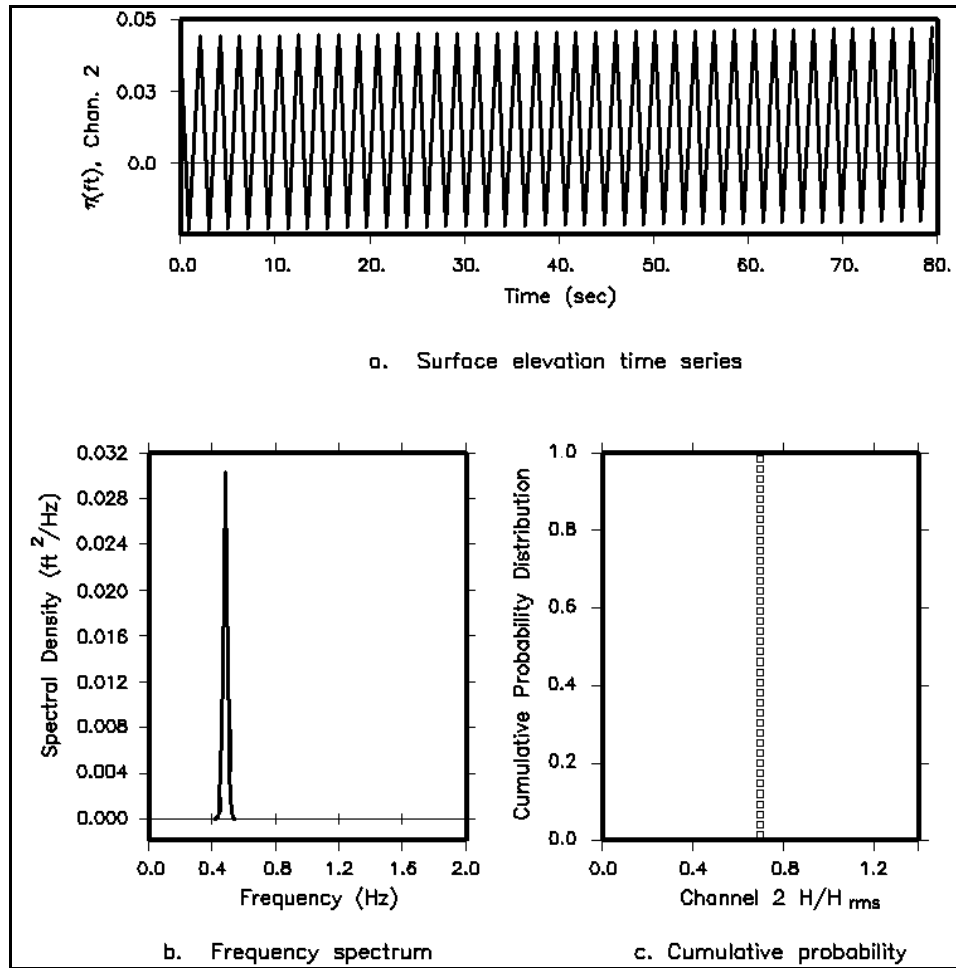 0.05
0.03
0.0
η(ft), Chan. 2
0.0 10. 20. 30. 40. 50. 60. 70. 80.
Time (sec)
a. Surface elevation time series
0.032
0.028
0.024
0.020
0.016
0.012
0.008
0.004
0.000
Spectral Density (ft²/Hz)
0.0 0.4 0.8 1.2 1.6 2.0
Frequency (Hz)
b. Frequency spectrum
1.0
0.8
0.6
0.4
0.2
0.0
Cumulative Probability Distribution
0.0 0.4 0.8 1.2
Channel 2 H/H rms
c. Cumulative probability